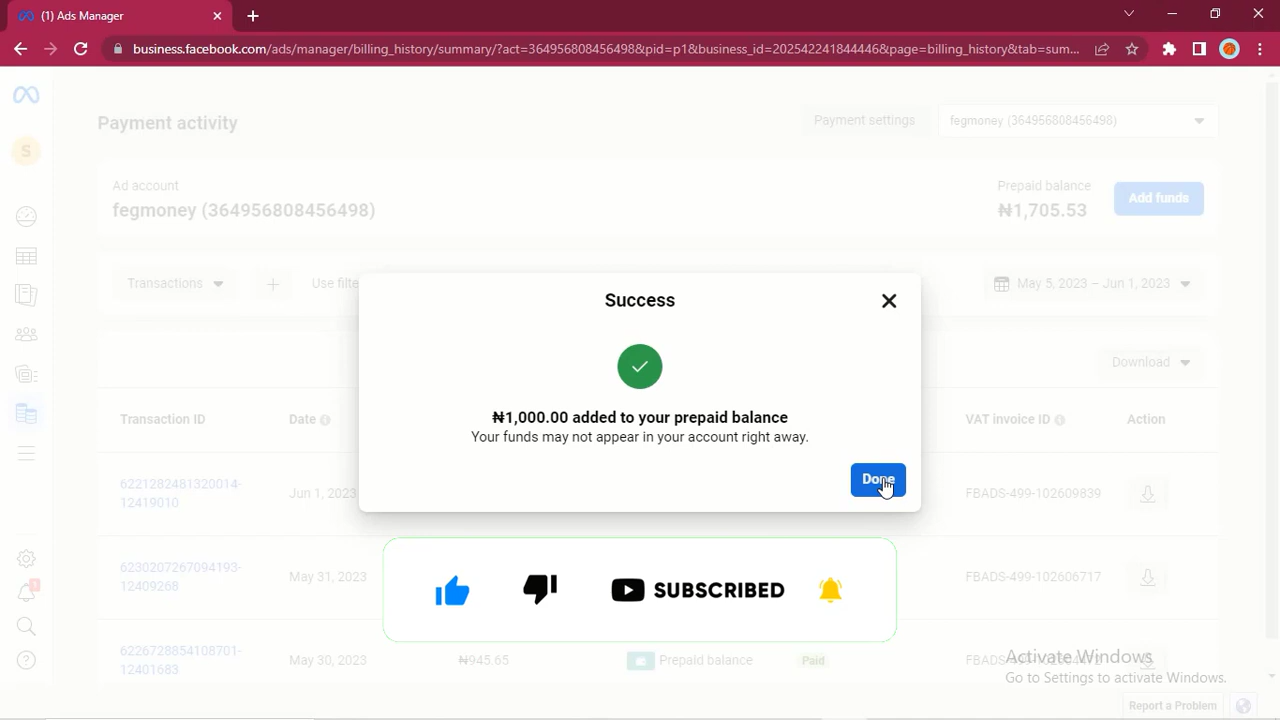 (1) Ads Manager
business.facebook.com/ads/manager/billing_history/summary/?act=364956808456498&pid=p1&business_id=202542241844446&page=billing_history&tab=sum...
Payment activity
Payment settings
fegmoney (364956808456498)
S
Ad account
fegmoney (364956808456498)
Prepaid balance
₦1,705.53
Add funds
Transactions
Use filte
May 5, 2023 – Jun 1, 2023
Success
Download
₦1,000.00 added to your prepaid balance
Your funds may not appear in your account right away.
Done
Transaction ID
Date
VAT invoice ID
Action
6221282481320014-
12419010
Jun 1, 2023
FBADS-499-102609839
6230207267094193-
12409268
May 31, 2023
FBADS-499-102606717
SUBSCRIBED
6226728854108701-
12401683
May 30, 2023
₦945.65
Prepaid balance
Paid
Activate Windows
Go to Settings to activate Windows.
Report a Problem